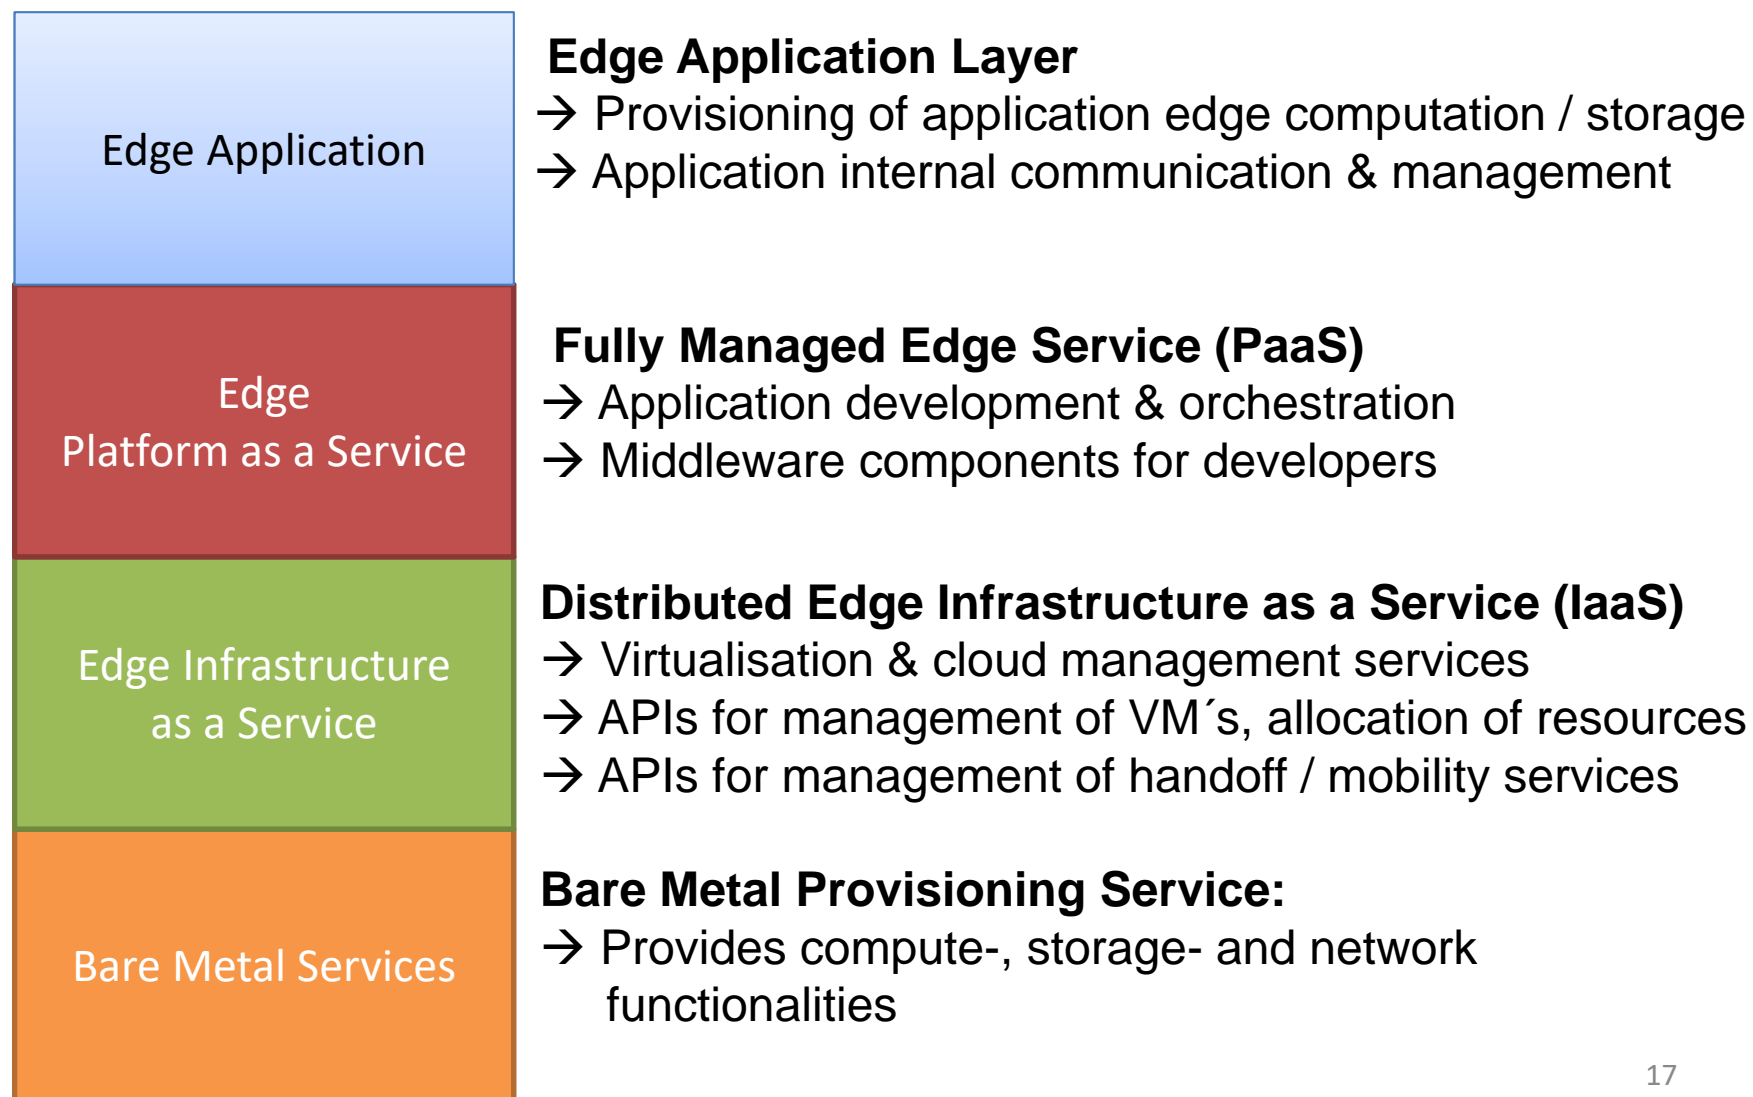 Edge Application
Edge Application Layer
→ Provisioning of application edge computation / storage
→ Application internal communication & management
Edge
Platform as a Service
Fully Managed Edge Service (PaaS)
→ Application development & orchestration
→ Middleware components for developers
Edge Infrastructure
as a Service
Distributed Edge Infrastructure as a Service (IaaS)
→ Virtualisation & cloud management services
→ APIs for management of VM´s, allocation of resources
→ APIs for management of handoff / mobility services
Bare Metal Services
Bare Metal Provisioning Service:
→ Provides compute-, storage- and network
functionalities
17